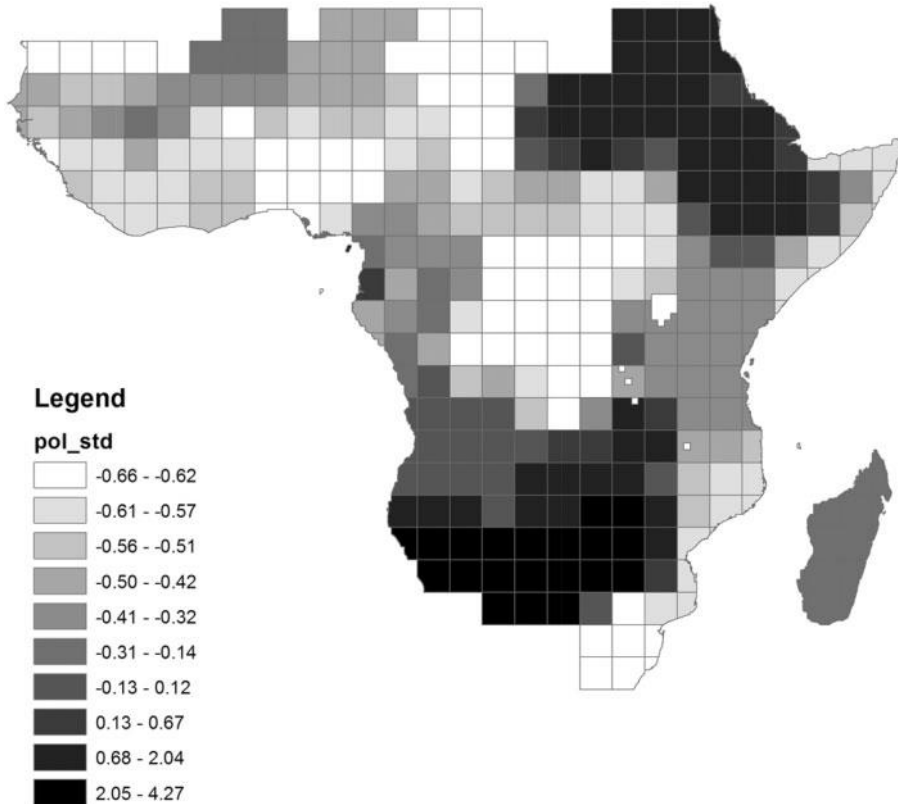 Legend
pol_std
-0.66 - -0.62
-0.61 - -0.57
-0.56 - -0.51
-0.50 - -0.42
-0.41 - -0.32
-0.31 - -0.14
-0.13 - 0.12
0.13 - 0.67
0.68 - 2.04
2.05 - 4.27